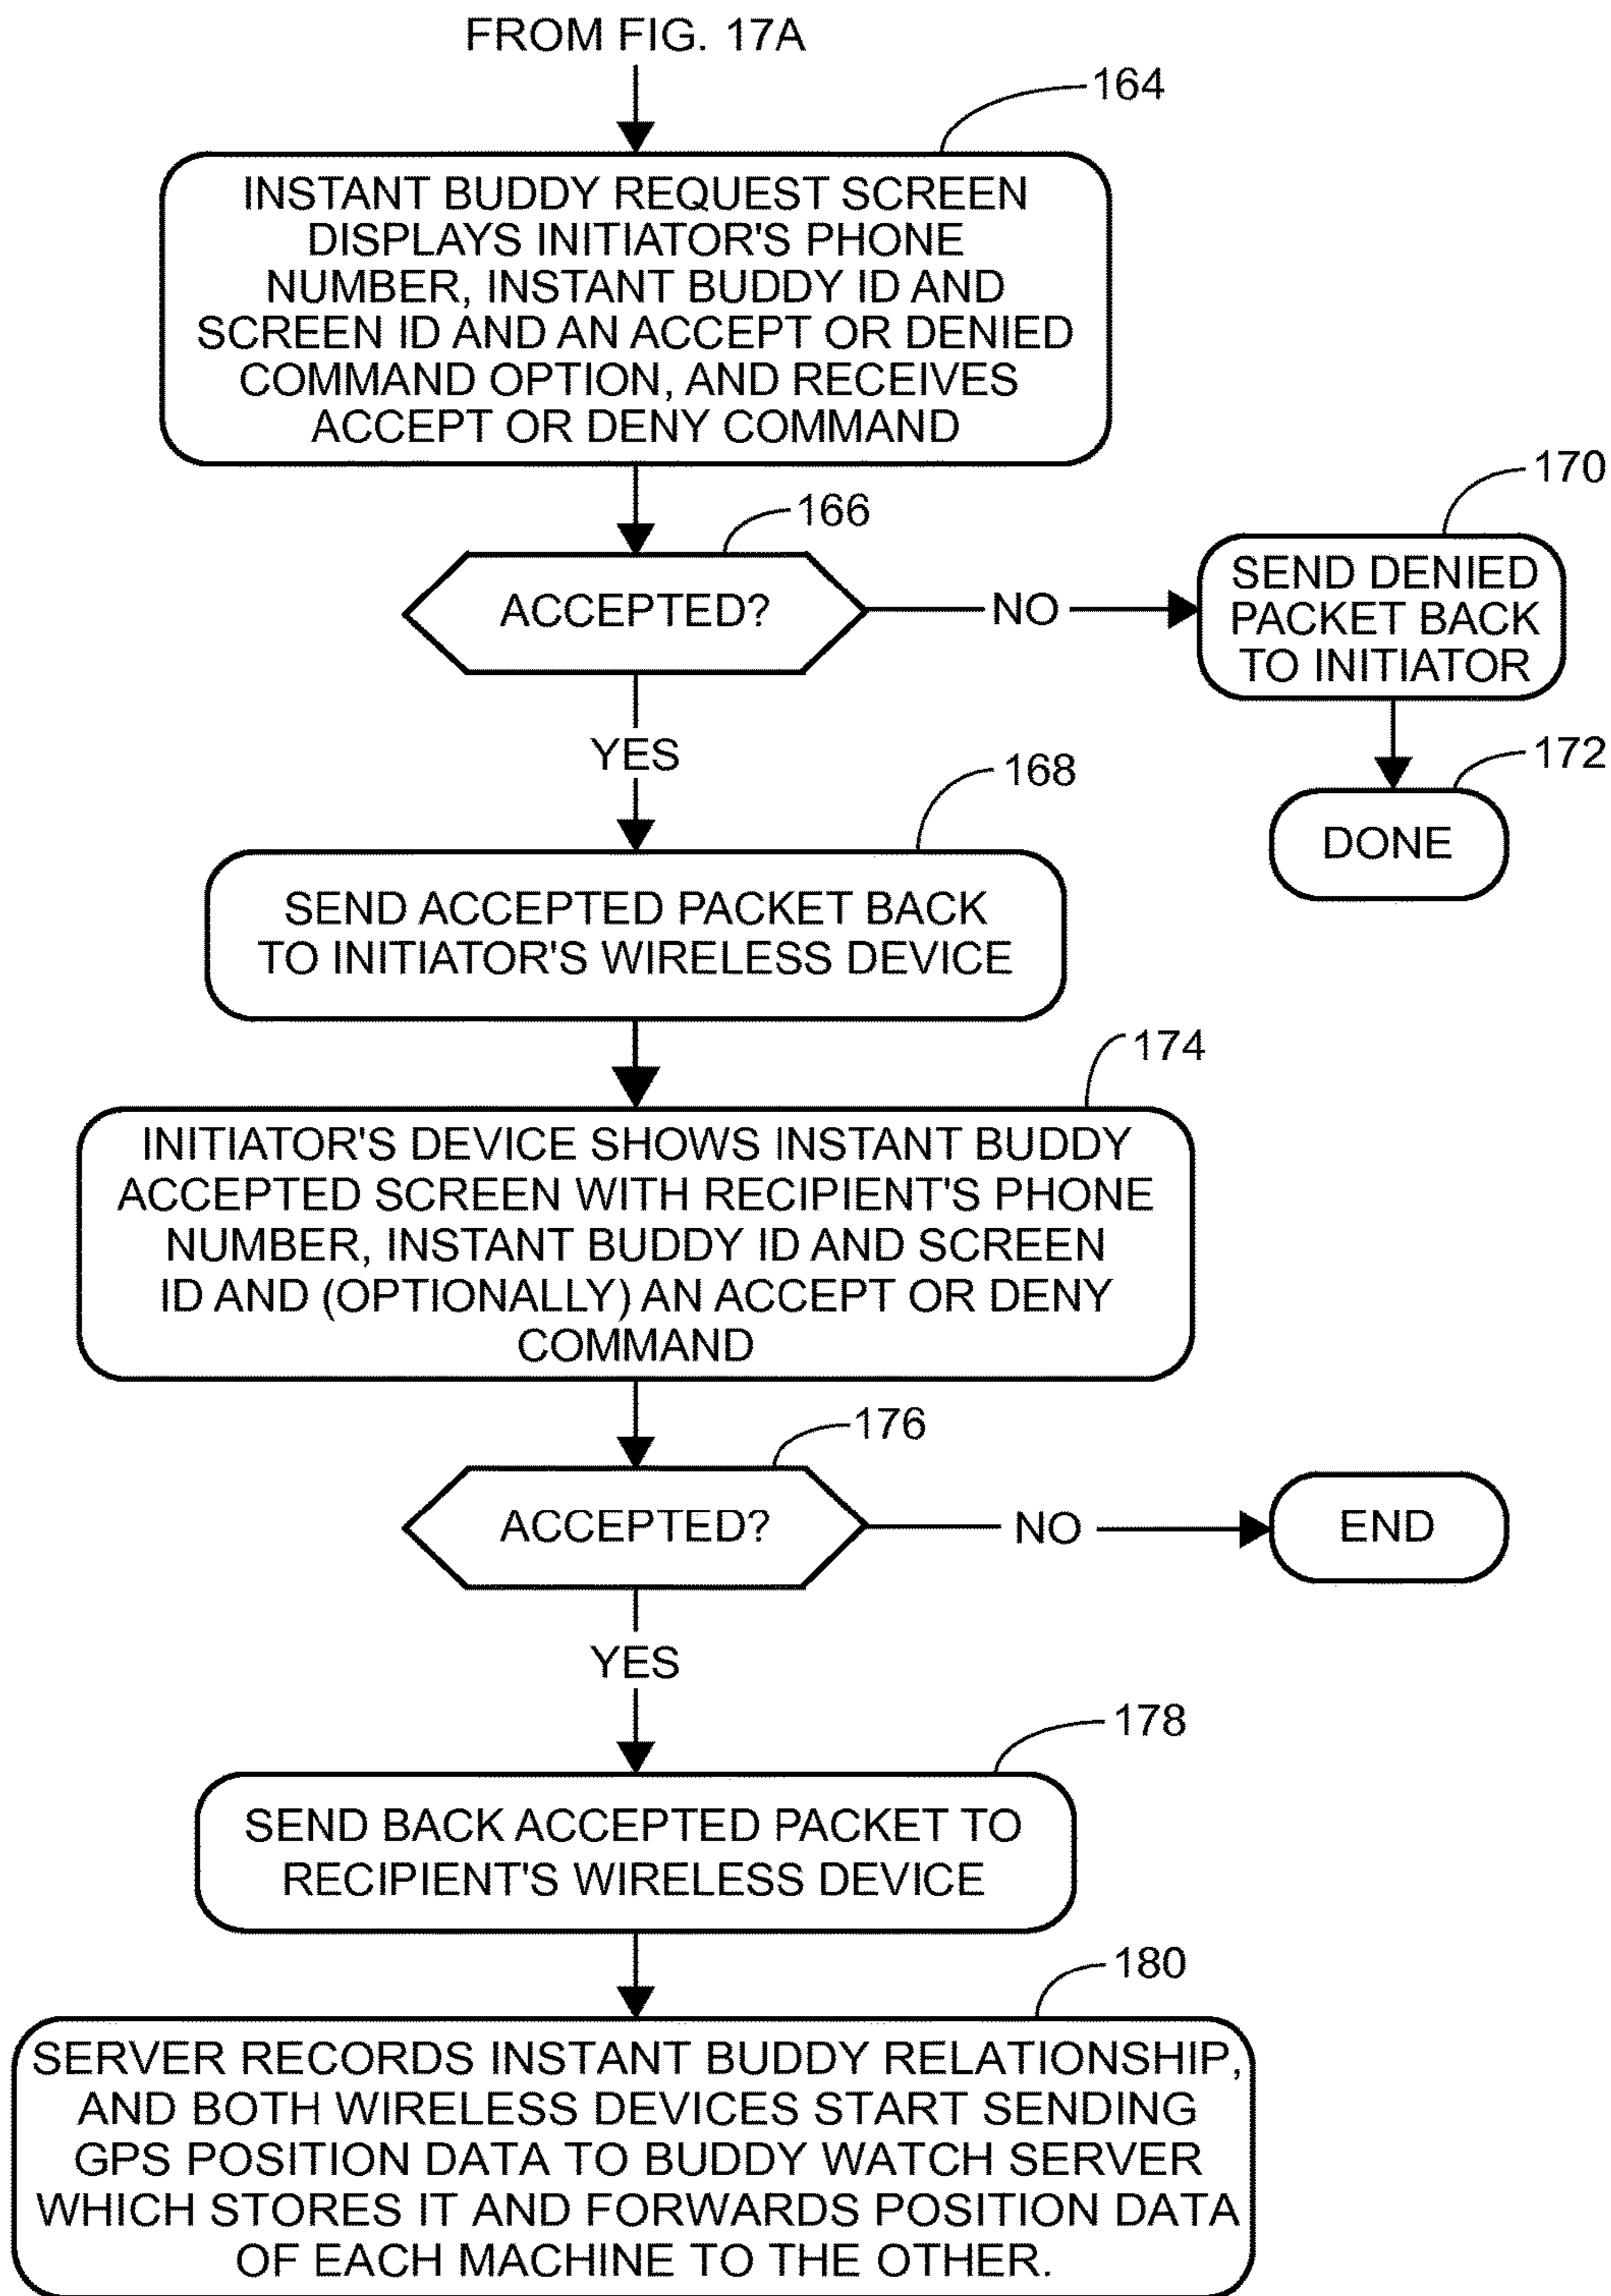 FROM FIG. 17A
164
INSTANT BUDDY REQUEST SCREEN
DISPLAYS INITIATOR'S PHONE
NUMBER, INSTANT BUDDY ID AND
SCREEN ID AND AN ACCEPT OR DENIED
COMMAND OPTION, AND RECEIVES
ACCEPT OR DENY COMMAND
166
ACCEPTED?
NO
170
SEND DENIED
PACKET BACK
TO INITIATOR
172
DONE
YES
168
SEND ACCEPTED PACKET BACK
TO INITIATOR'S WIRELESS DEVICE
174
INITIATOR'S DEVICE SHOWS INSTANT BUDDY
ACCEPTED SCREEN WITH RECIPIENT'S PHONE
NUMBER, INSTANT BUDDY ID AND SCREEN
ID AND (OPTIONALLY) AN ACCEPT OR DENY
COMMAND
176
ACCEPTED?
NO
END
YES
178
SEND BACK ACCEPTED PACKET TO
RECIPIENT'S WIRELESS DEVICE
180
SERVER RECORDS INSTANT BUDDY RELATIONSHIP,
AND BOTH WIRELESS DEVICES START SENDING
GPS POSITION DATA TO BUDDY WATCH SERVER
WHICH STORES IT AND FORWARDS POSITION DATA
OF EACH MACHINE TO THE OTHER.